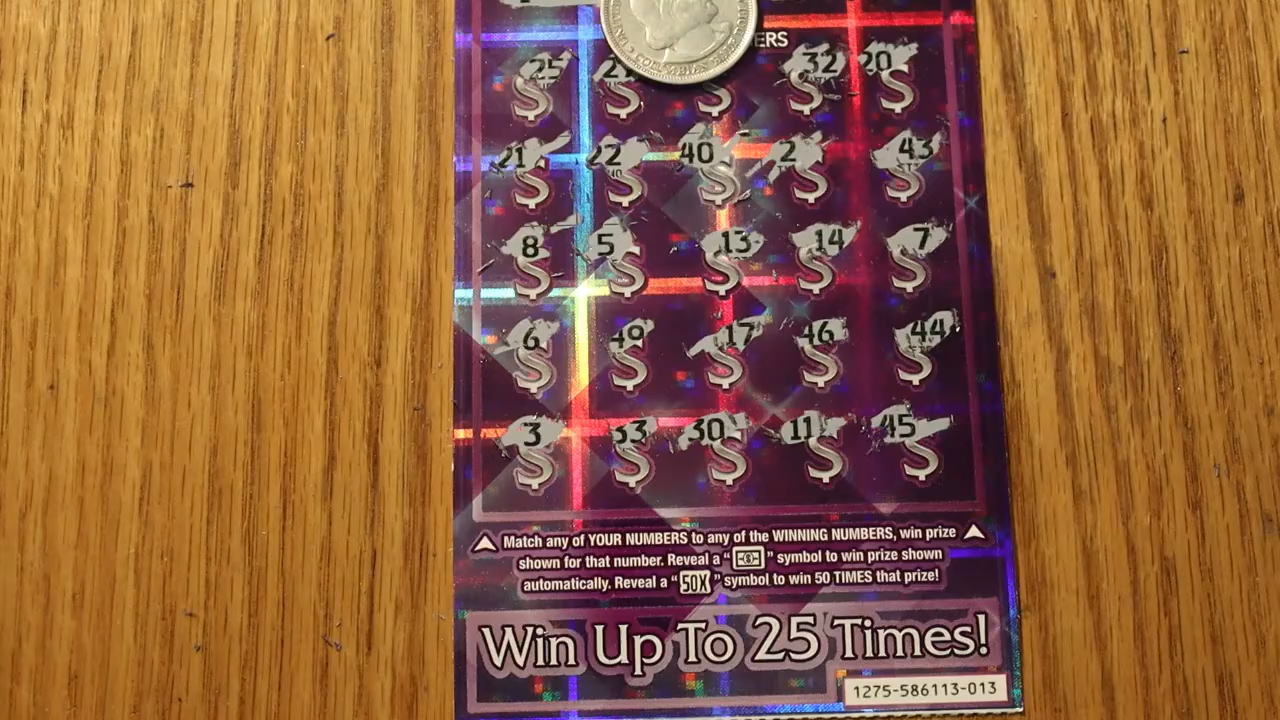 ERS
25 32 20
21 22 40 2 43
8 5 13 14 7
6 49 17 46 44
3 33 30 11 45
Match any of YOUR NUMBERS to any of the WINNING NUMBERS, win prize
shown for that number. Reveal a “ ” symbol to win prize shown
automatically. Reveal a “50X” symbol to win 50 TIMES that prize!
Win Up To 25 Times!
1275-586113-013